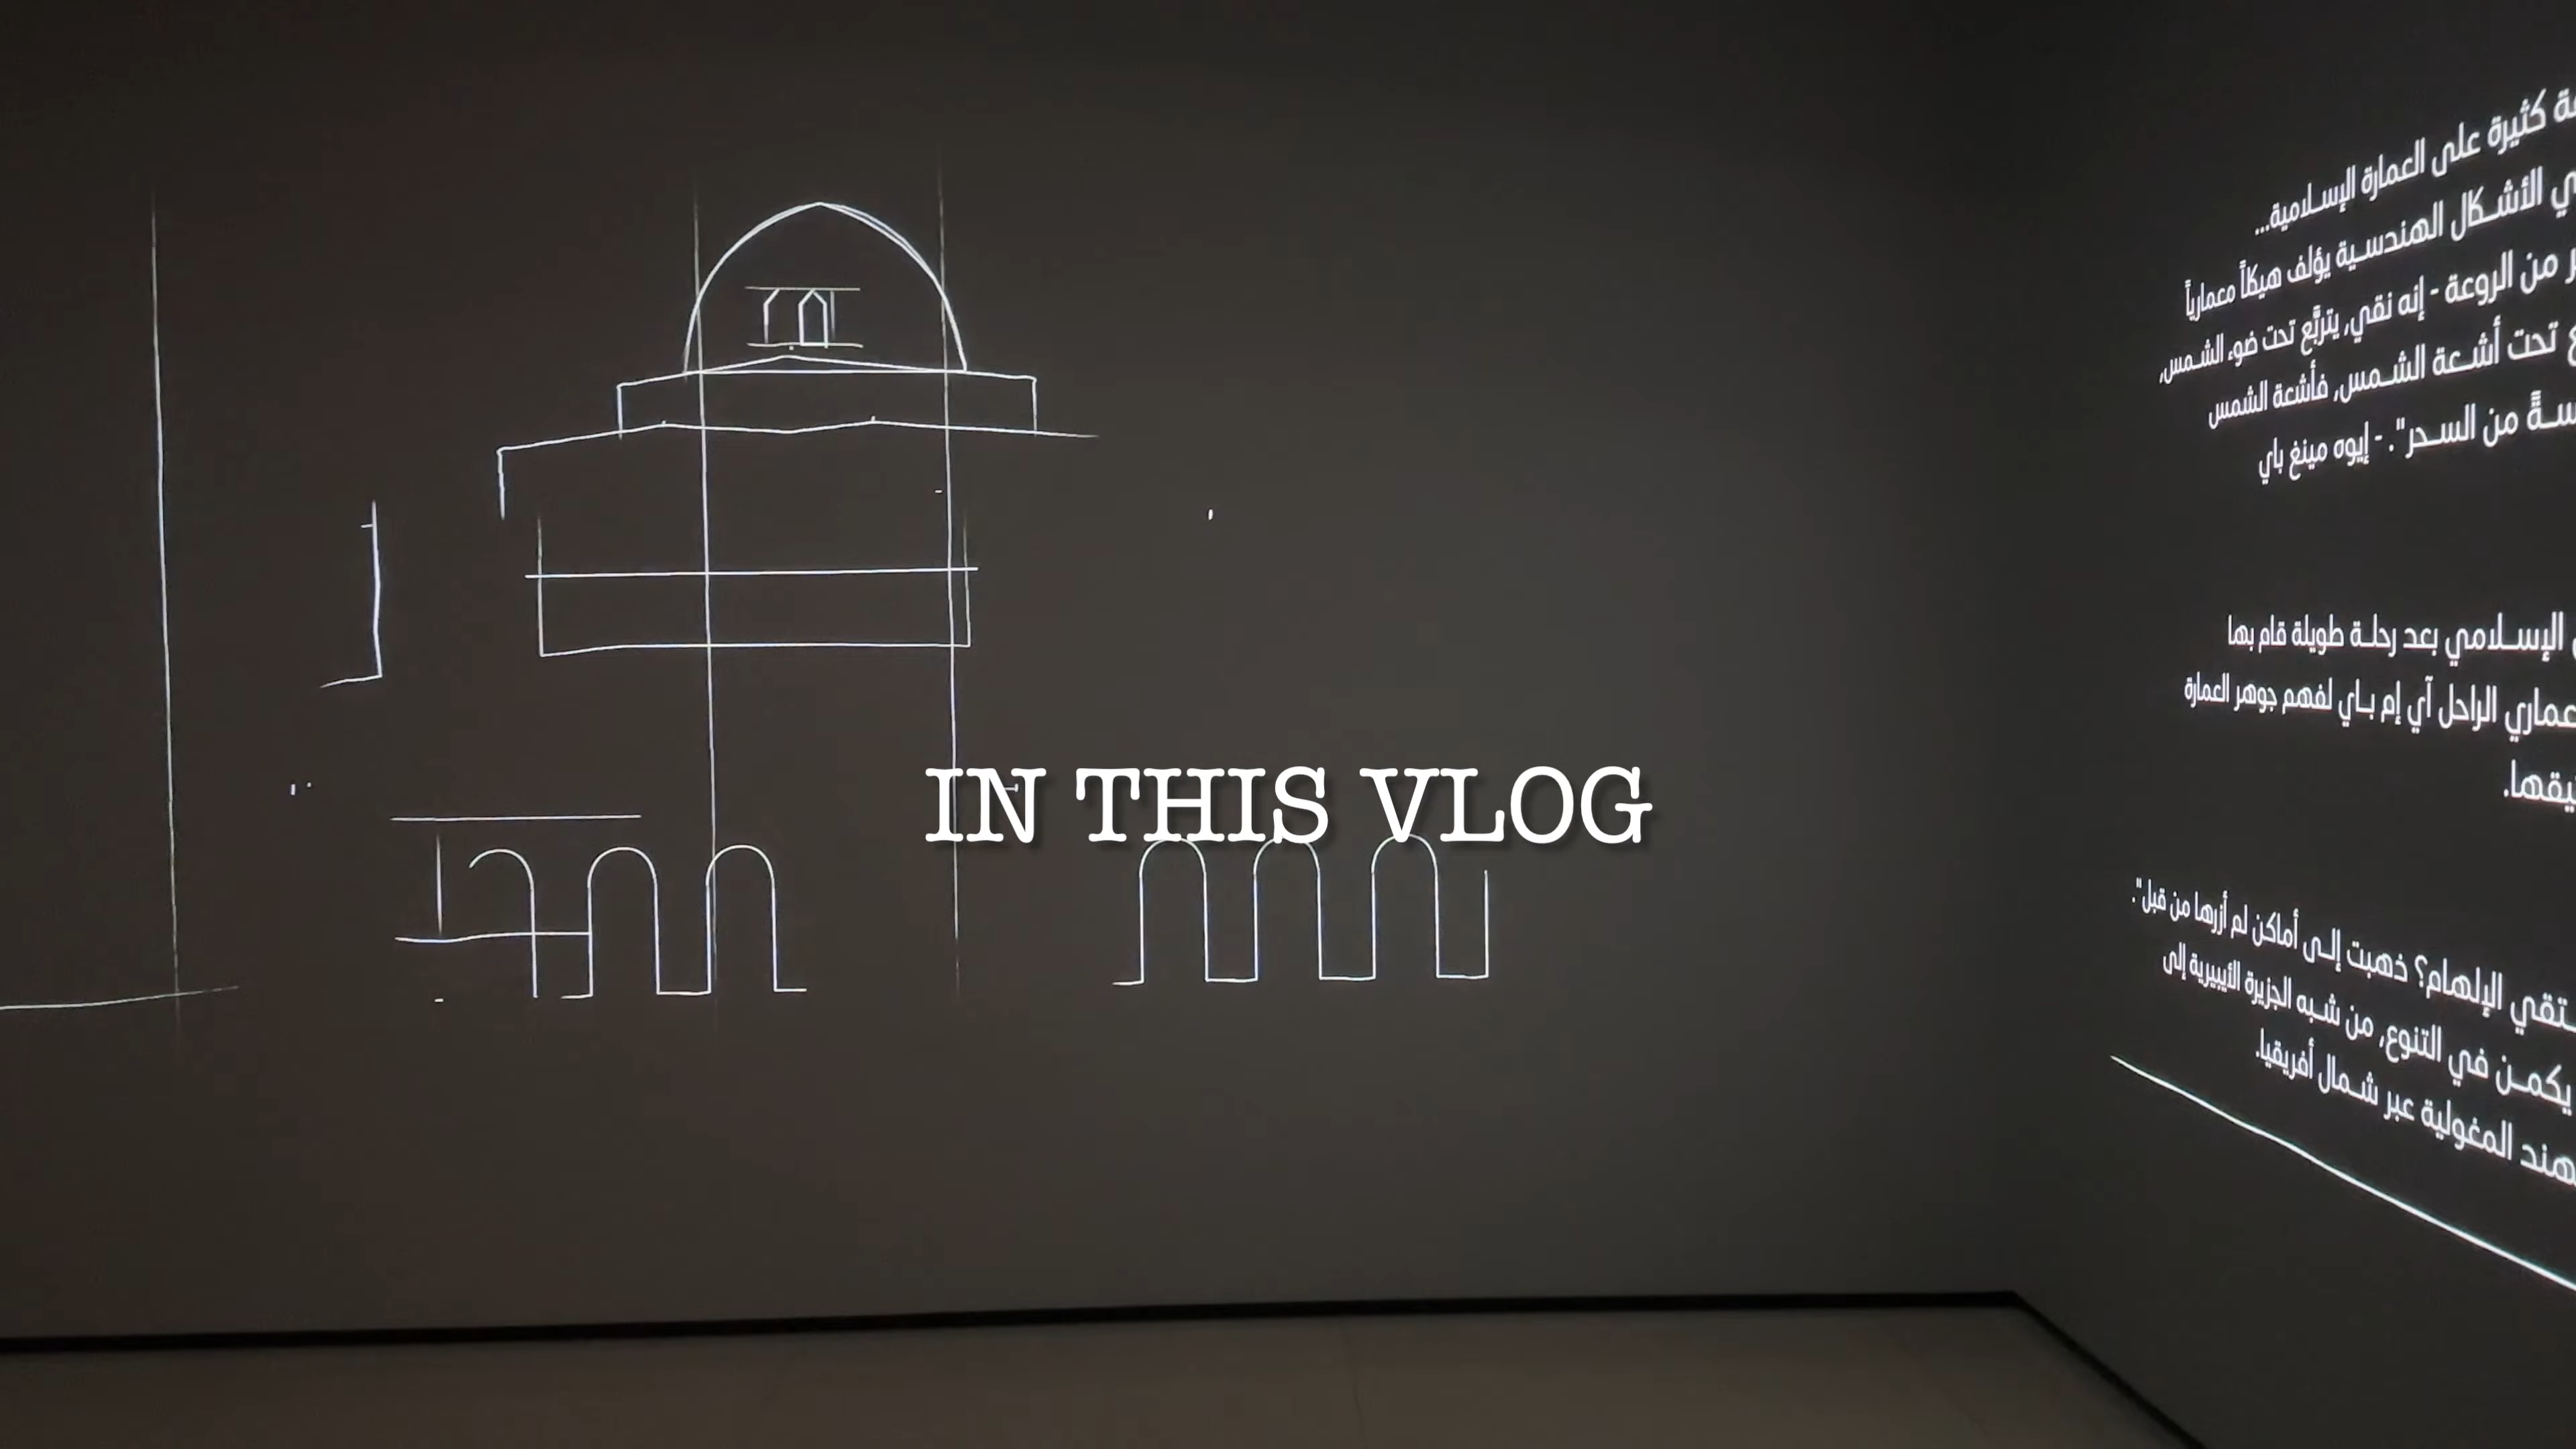 كثيرة على العمارة الإسلامية...
الأشكال الهندسية يؤلف هيكلاً معمارياً
من الروعة - إنه نقي، يتربَّع تحت ضوء الشمس,
تحت أشعة الشمس, فأشعة الشمس
من السحر". - إيوه مينغ باي
الإسلامي بعد رحلة طويلة قام بها
الراحل آي إم باي لفهم جوهر العمارة
IN THIS VLOG
الإلهام؟ ذهبت إلى أماكن لم أزرها من قبل".
يكمن في التنوع, من شبه الجزيرة الأيبيرية إلى
المغولية عبر شمال أفريقيا.